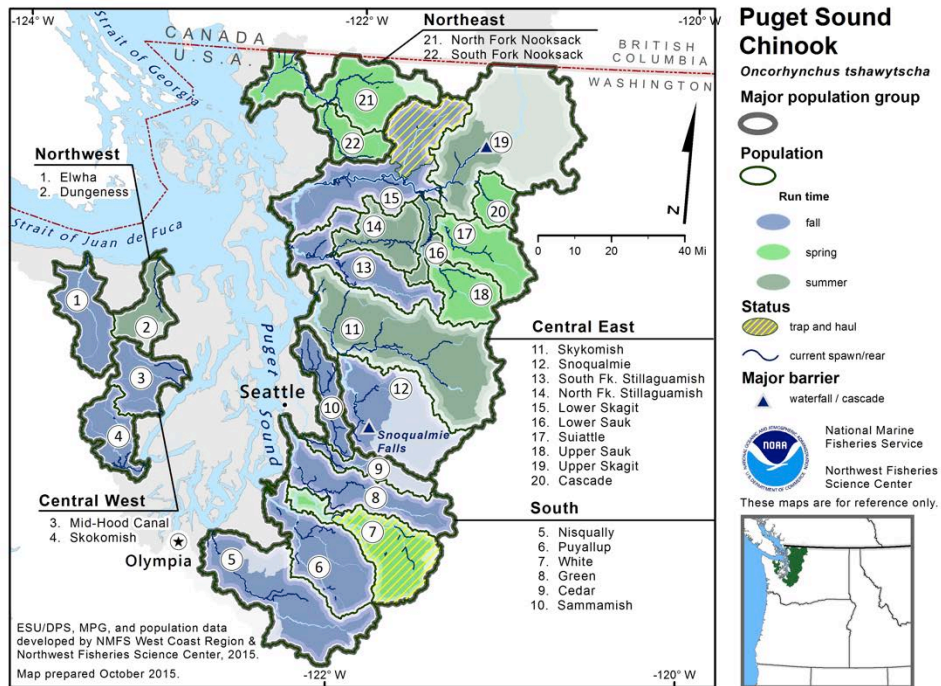 -124° W
-122° W
-120° W
CANADA
U.S.A.
BRITISH
COLUMBIA
WASHINGTON
Strait of Georgia
Strait of Juan de Fuca
Puget Sound
Northeast
21. North Fork Nooksack
22. South Fork Nooksack
Northwest
1. Elwha
2. Dungeness
21
22
19
15
20
14
17
16
13
18
1
2
11
3
12
10
4
Seattle
Snoqualmie
Falls
9
8
7
5
6
Olympia
Central West
3. Mid-Hood Canal
4. Skokomish
N
0 10 20 40 Mi
Central East
11. Skykomish
12. Snoqualmie
13. South Fk. Stillaguamish
14. North Fk. Stillaguamish
15. Lower Skagit
16. Lower Sauk
17. Suiattle
18. Upper Sauk
19. Upper Skagit
20. Cascade
South
5. Nisqually
6. Puyallup
7. White
8. Green
9. Cedar
10. Sammamish
ESU/DPS, MPG, and population data
developed by NMFS West Coast Region &
Northwest Fisheries Science Center, 2015.
Map prepared October 2015.
-122° W
-120° W
Puget Sound
Chinook
Oncorhynchus tshawytscha
Major population group
Population
Run time
fall
spring
summer
Status
trap and haul
current spawn/rear
Major barrier
waterfall / cascade
NOAA
National Marine
Fisheries Service
Northwest Fisheries
Science Center
These maps are for reference only.